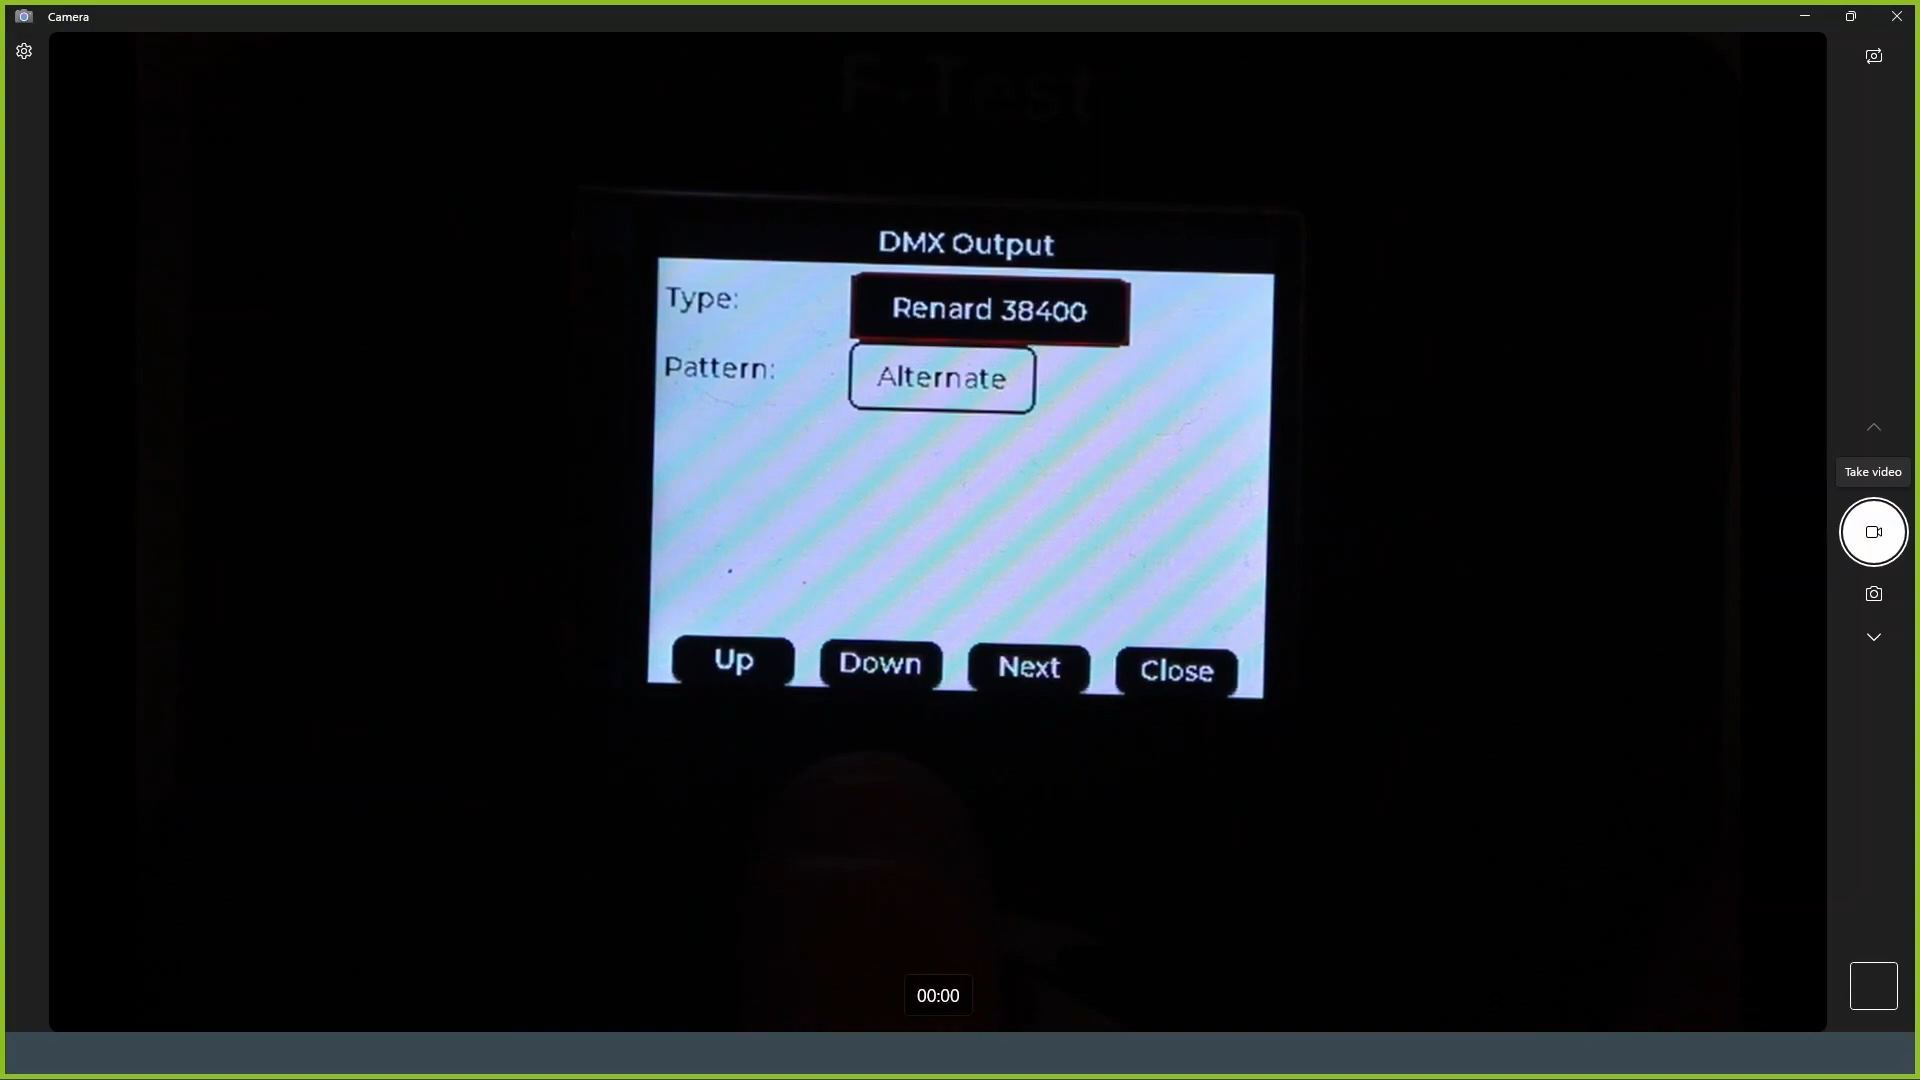 Camera
F-Test
DMX Output
Type:
Renard 38400
Pattern:
Alternate
Take video
Up
Down
Next
Close
00:00